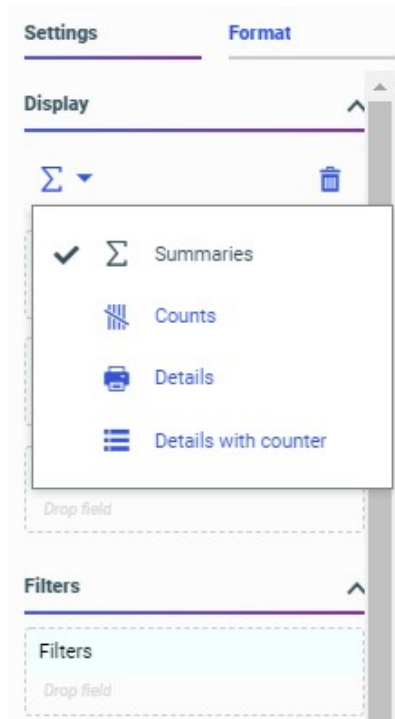 Settings Format
Display
Σ
Σ Summaries
Counts
Details
Details with counter
Drop field
Filters
Filters
Drop field